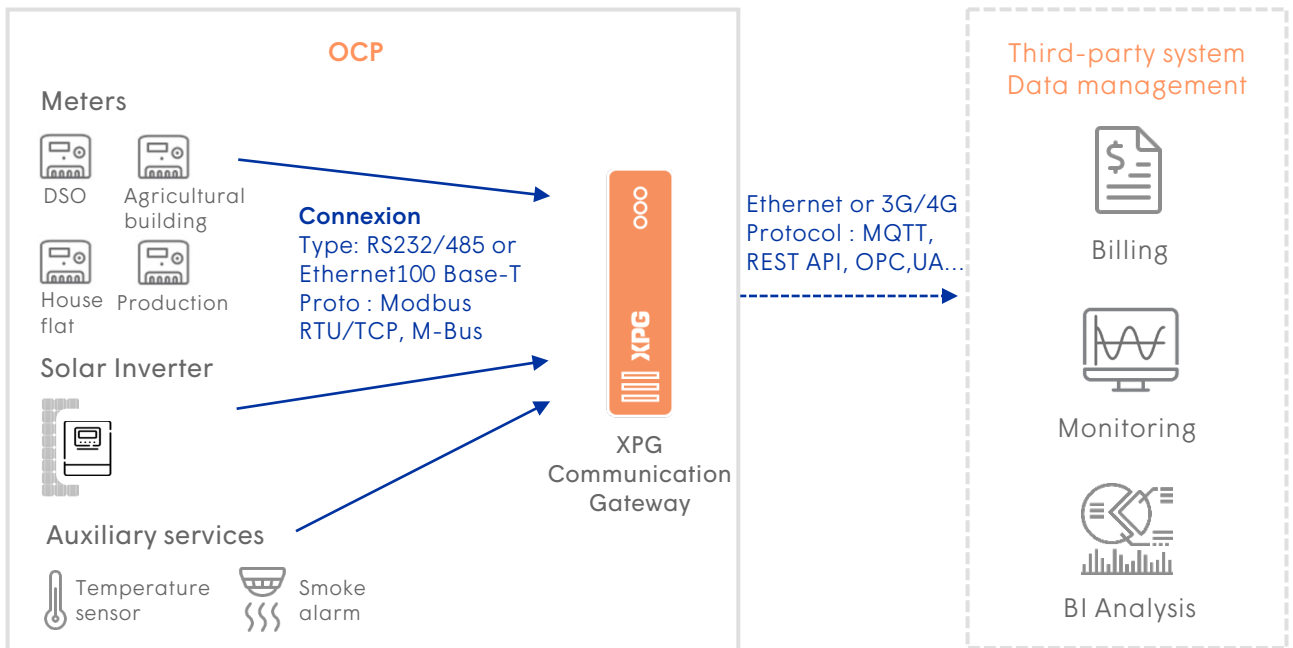 OCP
Meters
DSO
Agricultural
building
House
flat
Production
Solar Inverter
Auxiliary services
Temperature
sensor
Smoke
alarm
Connexion
Type: RS232/485 or
Ethernet100 Base-T
Proto : Modbus
RTU/TCP, M-Bus
XPG
XPG
Communication
Gateway
Ethernet or 3G/4G
Protocol : MQTT,
REST API, OPC,UA...
Third-party system
Data management
$
Billing
Monitoring
BI Analysis